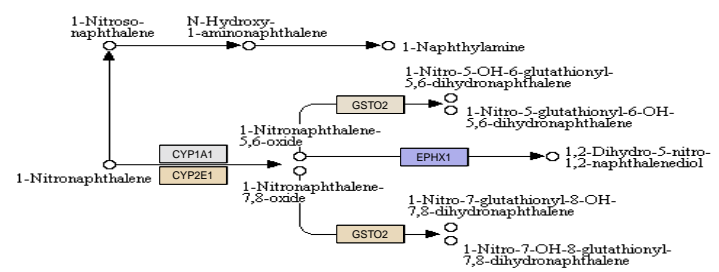 1-Nitroso-
naphthalene
N-Hydroxy-
1-aminonaphthalene
1-Naphthylamine
1-Nitro-5-OH-6-glutathionyl-
5,6-dihydronaphthalene
GSTO2
1-Nitro-5-glutathionyl-6-OH-
5,6-dihydronaphthalene
1-Nitronaphthalene-
5,6-oxide
CYP1A1
EPHX1
1,2-Dihydro-5-nitro-
1,2-naphthalenediol
1-Nitronaphthalene
CYP2E1
1-Nitronaphthalene-
7,8-oxide
1-Nitro-7-glutathionyl-8-OH-
7,8-dihydronaphthalene
GSTO2
1-Nitro-7-OH-8-glutathionyl-
7,8-dihydronaphthalene